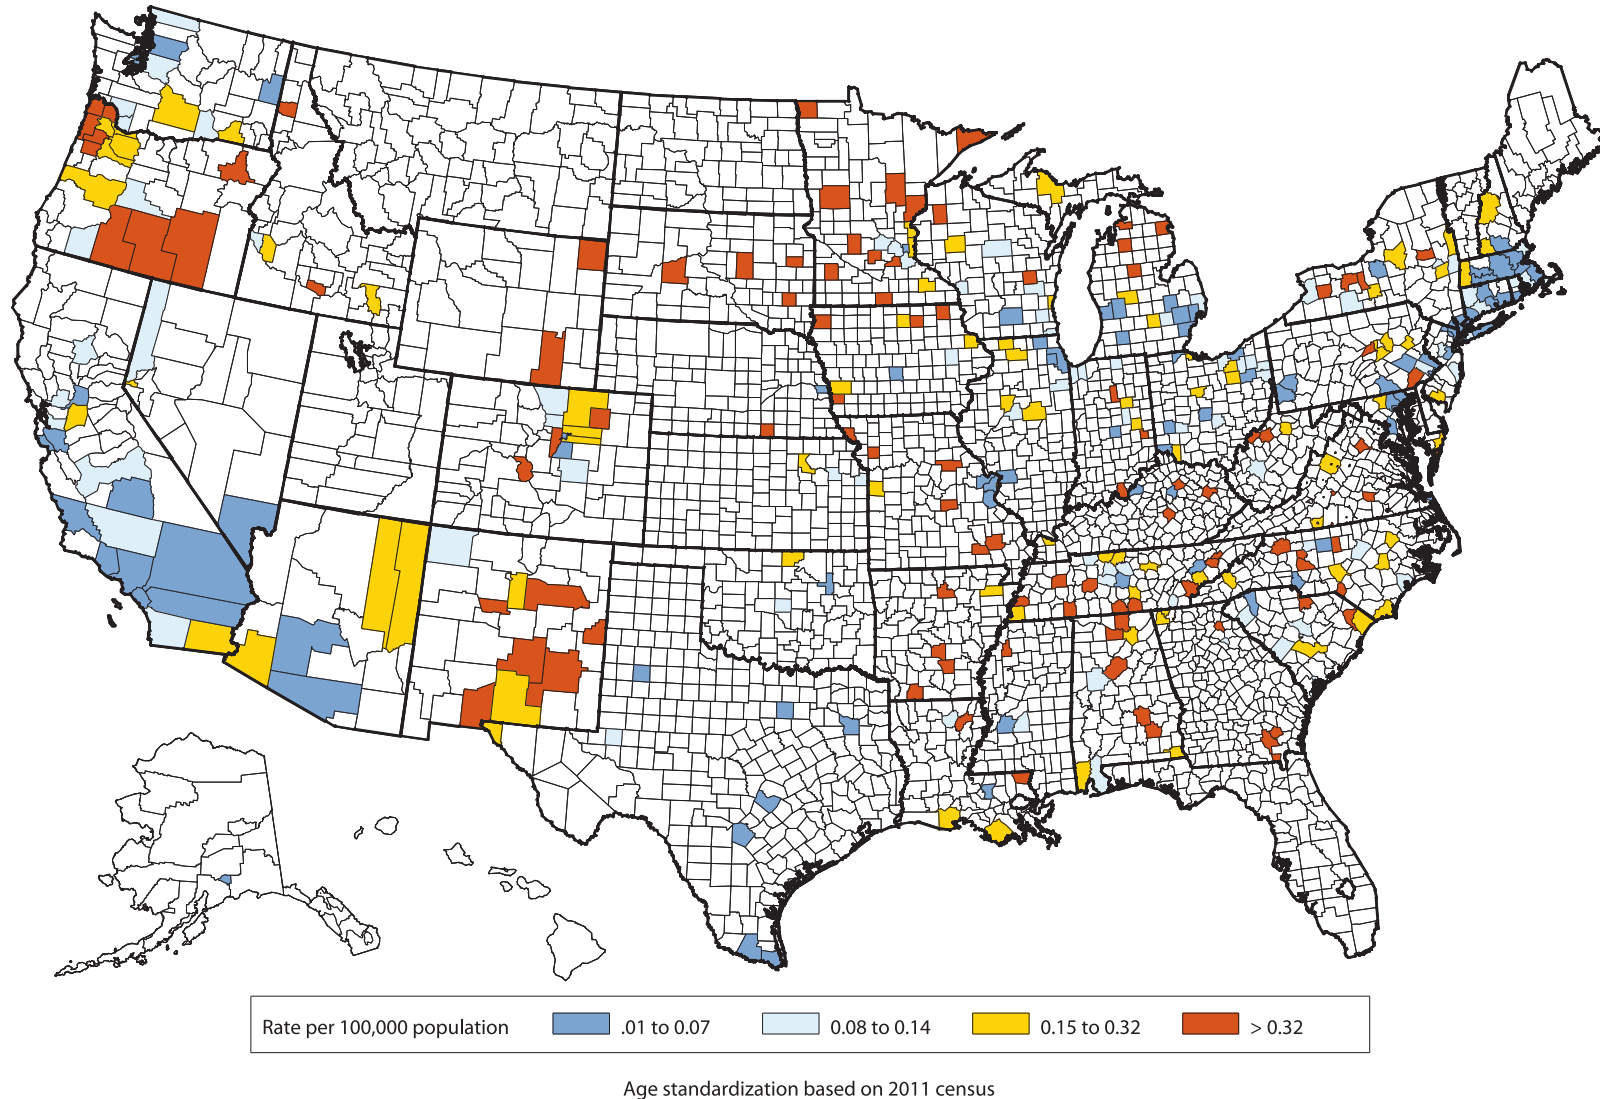 Rate per 100,000 population .01 to 0.07 0.08 to 0.14 0.15 to 0.32 > 0.32
Age standardization based on 2011 census